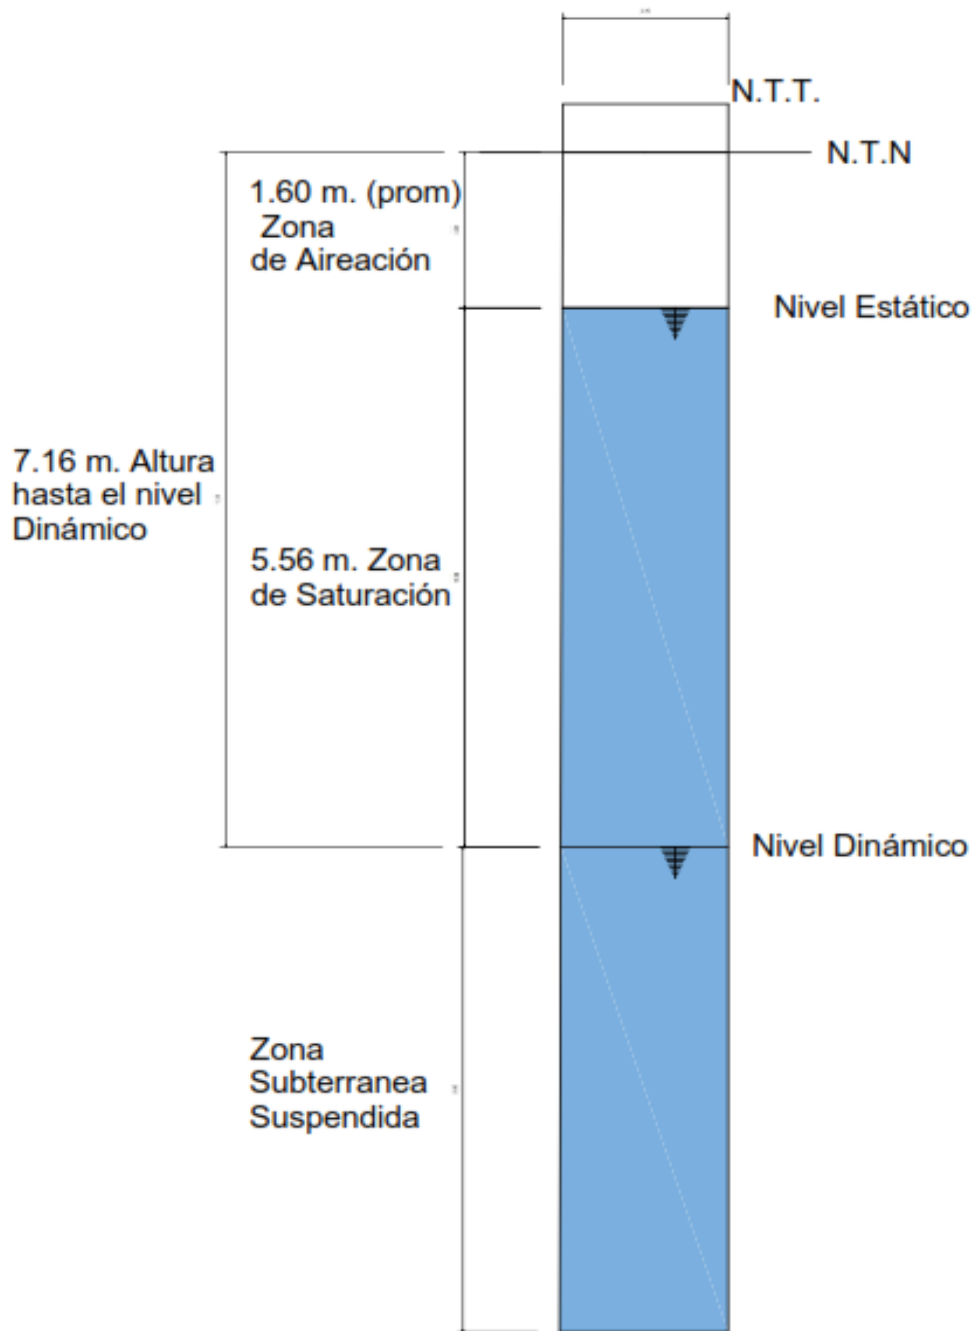 N.T.T.
N.T.N
1.60 m. (prom)
Zona
de Aireación
Nivel Estático
7.16 m. Altura
hasta el nivel
Dinámico
5.56 m. Zona
de Saturación
Nivel Dinámico
Zona
Subterranea
Suspendida